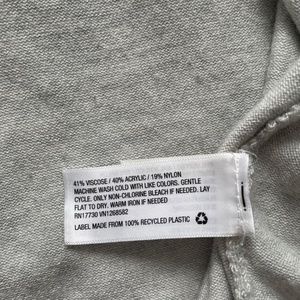 41% VISCOSE / 40% ACRYLIC / 19% NYLON
MACHINE WASH COLD WITH LIKE COLORS. GENTLE
CYCLE. ONLY NON-CHLORINE BLEACH IF NEEDED. LAY
FLAT TO DRY. WARM IRON IF NEEDED
RN17730 VN1268582
LABEL MADE FROM 100% RECYCLED PLASTIC